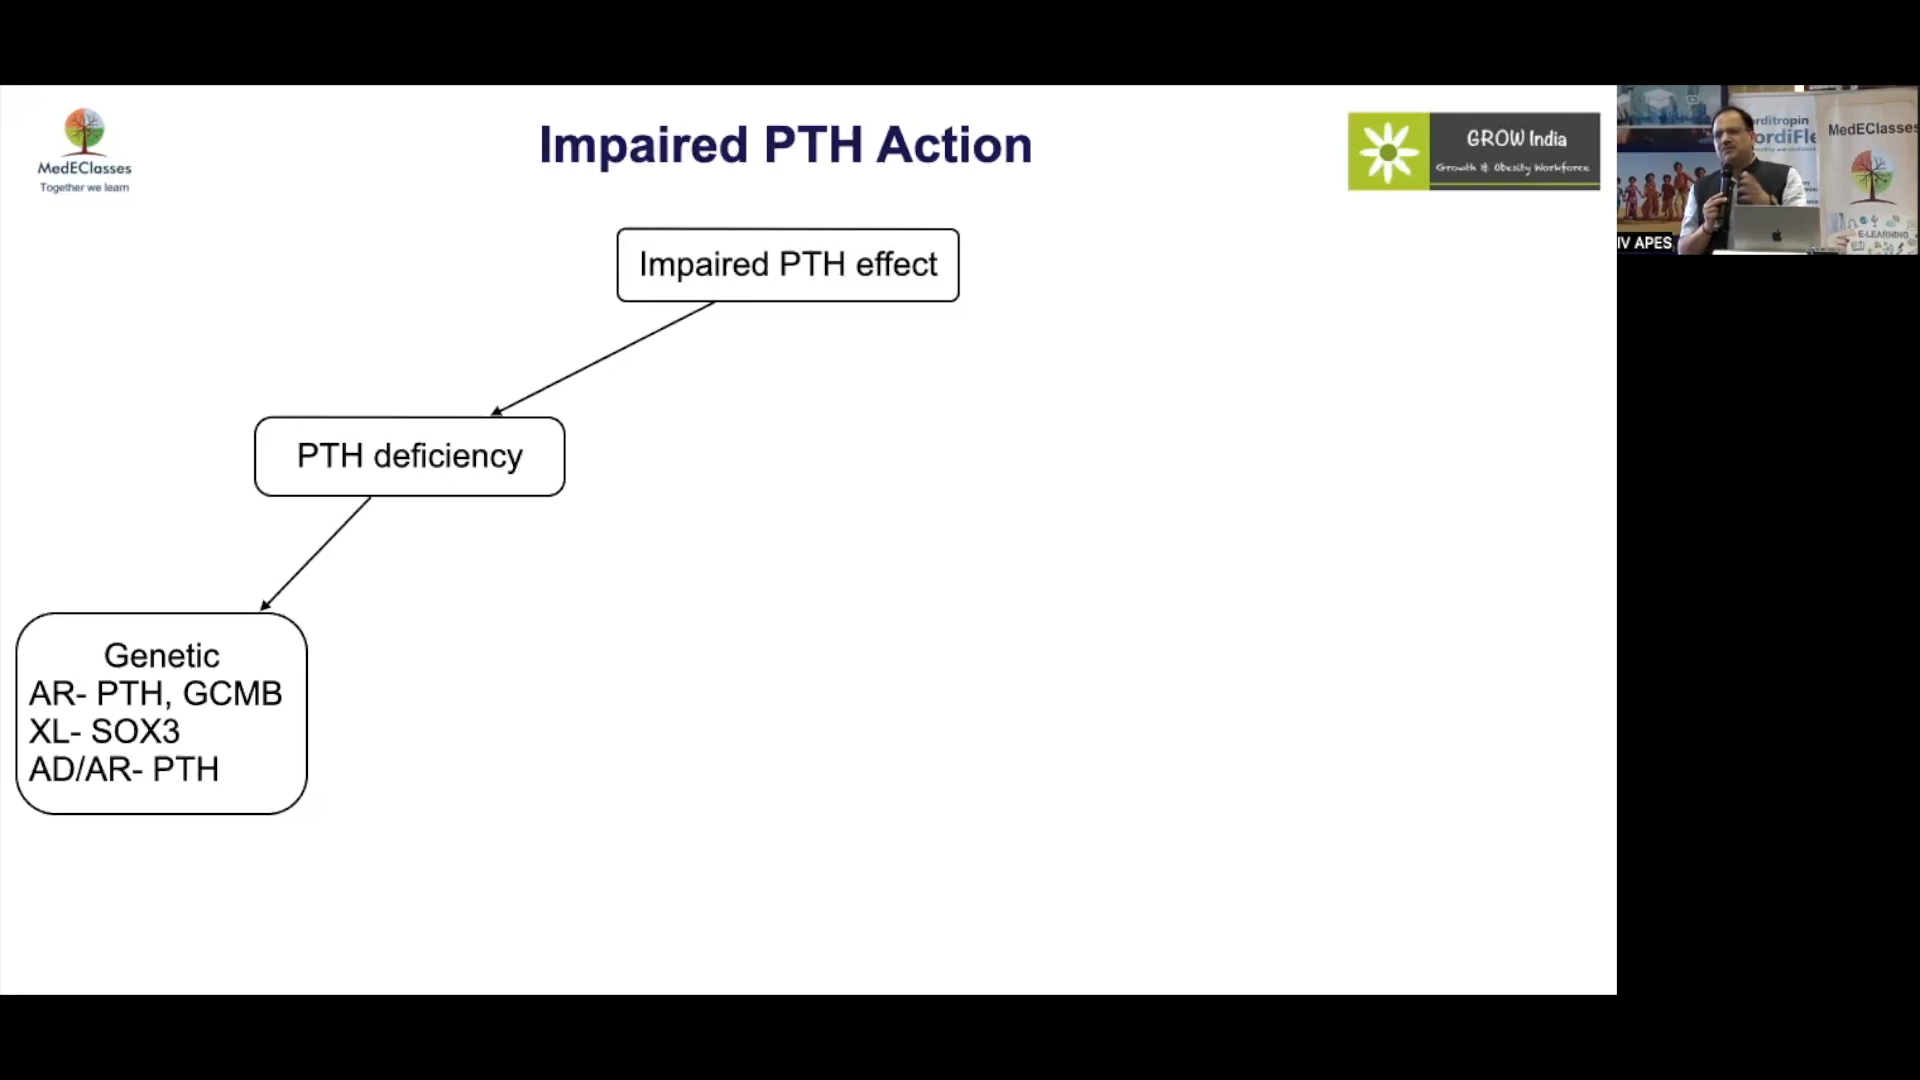 MedEClasses
Together we learn
Impaired PTH Action
GROW India
Growth & Obesity Workforce
Impaired PTH effect
PTH deficiency
Genetic
AR- PTH, GCMB
XL- SOX3
AD/AR- PTH
MedEClasses
E-LEARNING
IV APES